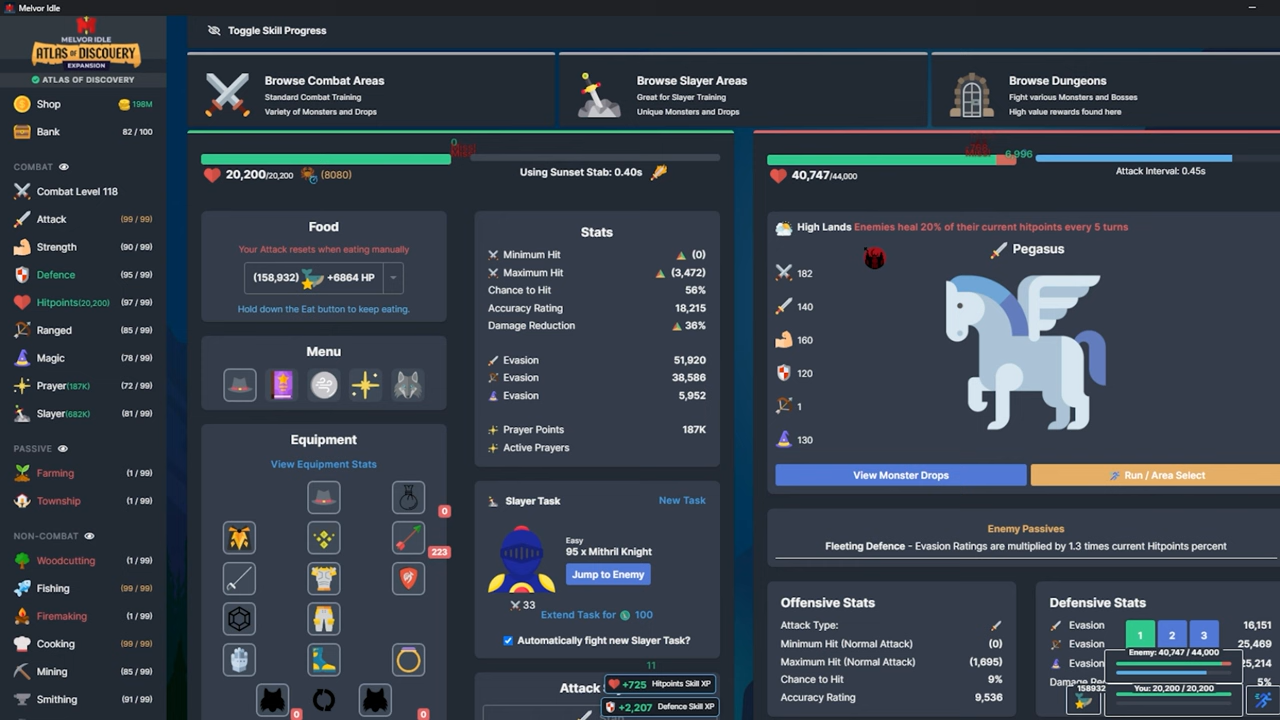 Melvor Idle
MELVOR IDLE
ATLAS OF DISCOVERY
EXPANSION
ATLAS OF DISCOVERY
Shop 198M
Bank 82 / 100
COMBAT
Combat Level 118
Attack (99 / 99)
Strength (90 / 99)
Defence (95 / 99)
Hitpoints(20,200) (97 / 99)
Ranged (85 / 99)
Magic (78 / 99)
Prayer(187K) (72 / 99)
Slayer(682K) (81 / 99)
PASSIVE
Farming (1 / 99)
Township (1 / 99)
NON-COMBAT
Woodcutting (1 / 99)
Fishing (99 / 99)
Firemaking (1 / 99)
Cooking (99 / 99)
Mining (85 / 99)
Smithing (91 / 99)
Toggle Skill Progress
Browse Combat Areas
Standard Combat Training
Variety of Monsters and Drops
Browse Slayer Areas
Great for Slayer Training
Unique Monsters and Drops
Browse Dungeons
Fight various Monsters and Bosses
High value rewards found here
0
20,200/20,200 (8080)
Using Sunset Stab: 0.40s
Food
Your Attack resets when eating manually
(158,932) +6864 HP
Hold down the Eat button to keep eating.
Menu
Equipment
View Equipment Stats
0
223
0
0
Stats
Minimum Hit (0)
Maximum Hit (3,472)
Chance to Hit 56%
Accuracy Rating 18,215
Damage Reduction 36%
Evasion 51,920
Evasion 38,586
Evasion 5,952
Prayer Points 187K
Active Prayers
Slayer Task New Task
Easy
95 x Mithril Knight
Jump to Enemy
33
Extend Task for 100
Automatically fight new Slayer Task?
11
Attack
+725 Hitpoints Skill XP
+2,207 Defence Skill XP
6,996
40,747/44,000
Attack Interval: 0.45s
High Lands Enemies heal 20% of their current hitpoints every 5 turns
Pegasus
182
140
160
120
1
130
View Monster Drops
Run / Area Select
Enemy Passives
Fleeting Defence - Evasion Ratings are multiplied by 1.3 times current Hitpoints percent
Offensive Stats
Attack Type:
Minimum Hit (Normal Attack) (0)
Maximum Hit (Normal Attack) (1,695)
Chance to Hit 9%
Accuracy Rating 9,536
Defensive Stats
Evasion 16,151
Evasion 25,469
Evasion 25,214
5%
1 2 3
Enemy: 40,747 / 44,000
158932
You: 20,200 / 20,200